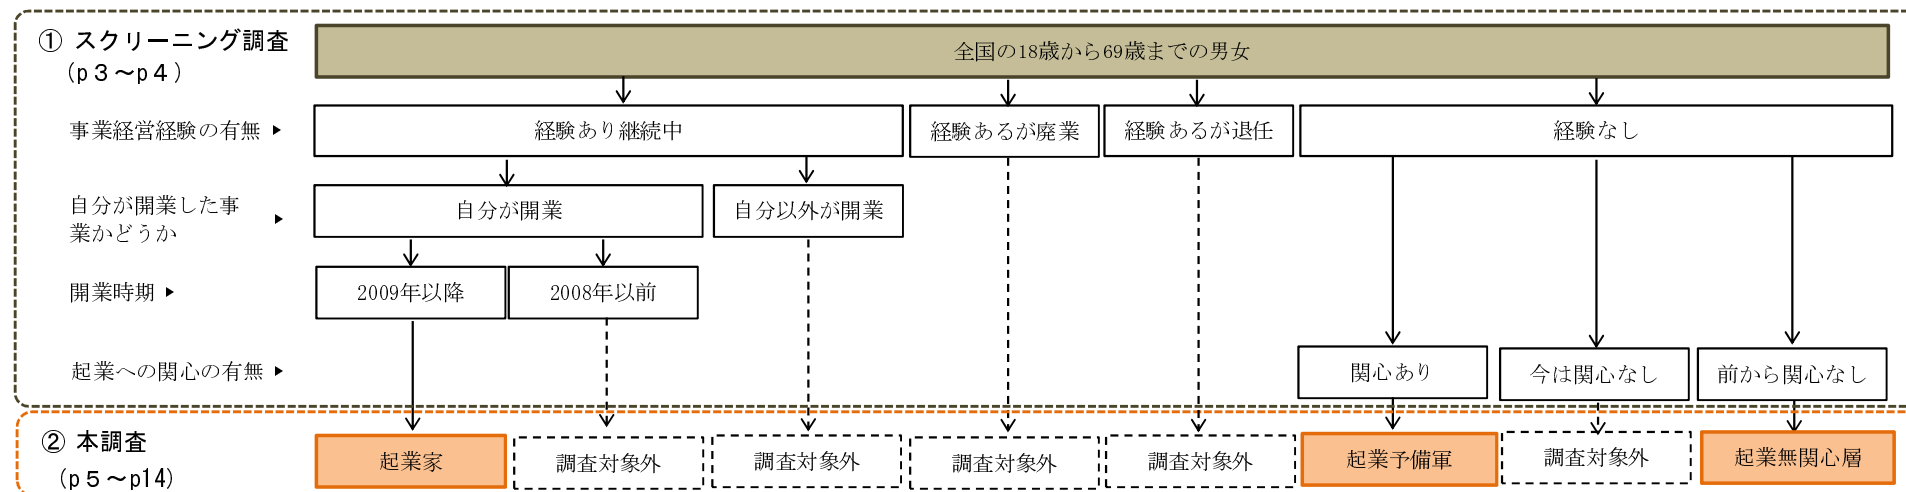 ① スクリーニング調査
(p3～p4)
全国の18歳から69歳までの男女
事業経営経験の有無 ▶
経験あり継続中
経験あるが廃業
経験あるが退任
経験なし
自分が開業した事
業かどうか ▶
自分が開業
自分以外が開業
開業時期 ▶
2009年以降
2008年以前
起業への関心の有無 ▶
関心あり
今は関心なし
前から関心なし
② 本調査
(p5～p14)
起業家
調査対象外
調査対象外
調査対象外
調査対象外
起業予備軍
調査対象外
起業無関心層